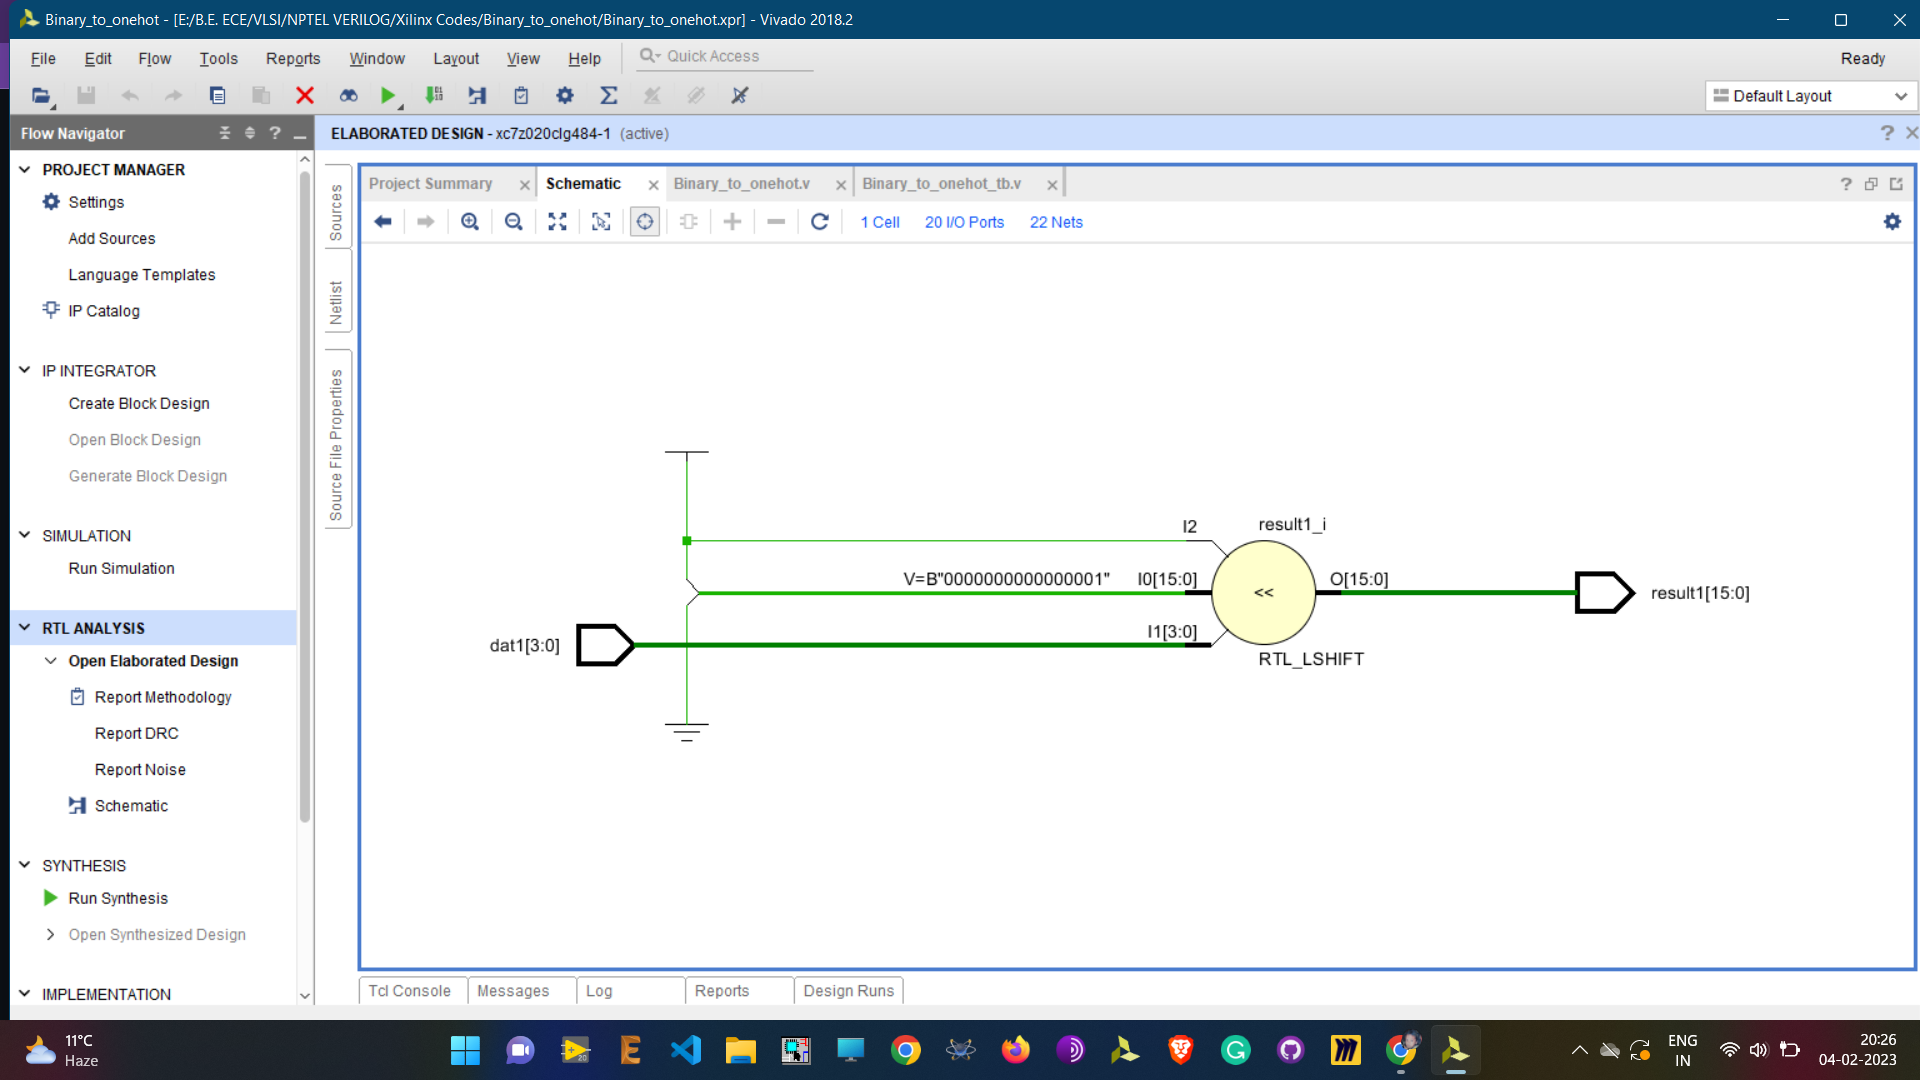 Binary_to_onehot - [E:/B.E. ECE/VLSI/NPTEL VERILOG/Xilinx Codes/Binary_to_onehot/Binary_to_onehot.xpr] - Vivado 2018.2
File Edit Flow Tools Reports Window Layout View Help Quick Access Ready
Default Layout
Flow Navigator
ELABORATED DESIGN - xc7z020clg484-1 (active)
PROJECT MANAGER
Settings
Add Sources
Language Templates
IP Catalog
IP INTEGRATOR
Create Block Design
Open Block Design
Generate Block Design
SIMULATION
Run Simulation
RTL ANALYSIS
Open Elaborated Design
Report Methodology
Report DRC
Report Noise
Schematic
SYNTHESIS
Run Synthesis
Open Synthesized Design
IMPLEMENTATION
Sources
Netlist
Source File Properties
Project Summary Schematic Binary_to_onehot.v Binary_to_onehot_tb.v
1 Cell 20 I/O Ports 22 Nets
I2 result1_i
V=B"0000000000000001" I0[15:0] << O[15:0] result1[15:0]
dat1[3:0] I1[3:0]
RTL_LSHIFT
Tcl Console Messages Log Reports Design Runs
11°C
Haze
ENG
IN
20:26
04-02-2023